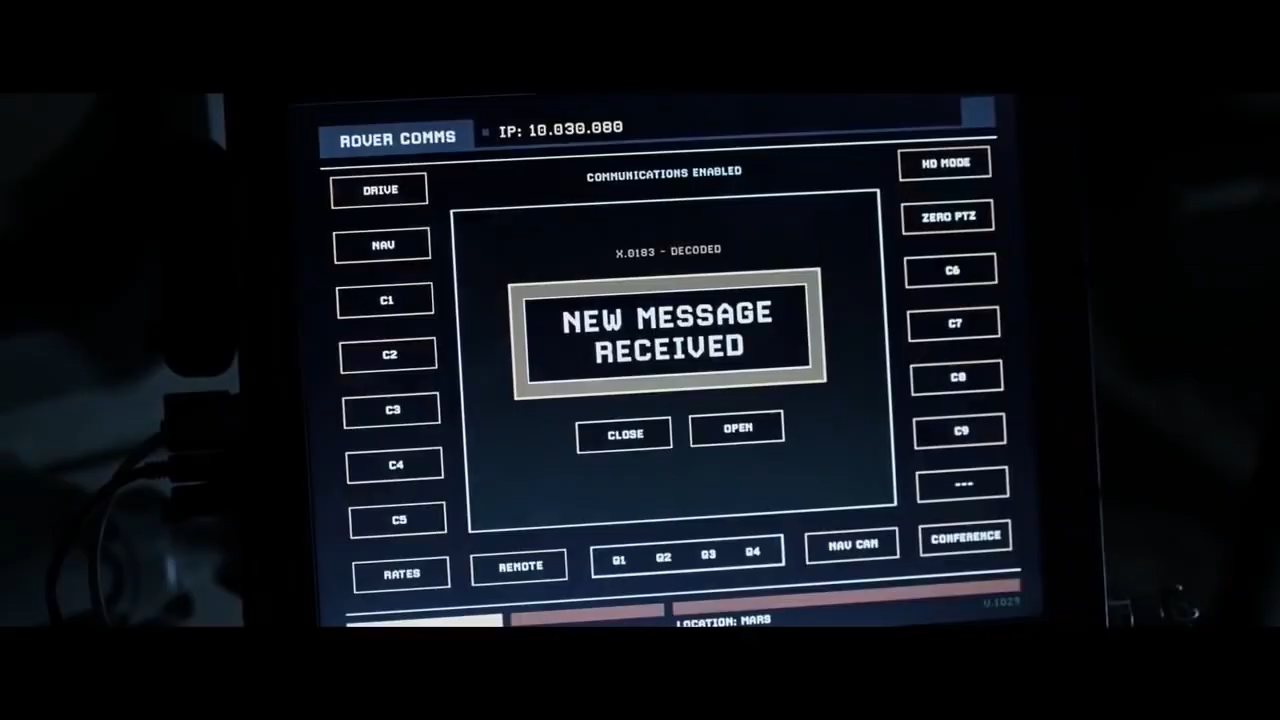 ROVER COMMS
IP: 10.030.080
COMMUNICATIONS ENABLED
HD MODE
DRIVE
ZERO PTZ
NAV
X.0183 - DECODED
C6
C1
NEW MESSAGE
RECEIVED
C7
C2
C8
C3
CLOSE
OPEN
C9
C4
---
C5
CONFERENCE
NAV CAM
Q1 Q2 Q3 Q4
REMOTE
RATES
V.1029
LOCATION: MARS